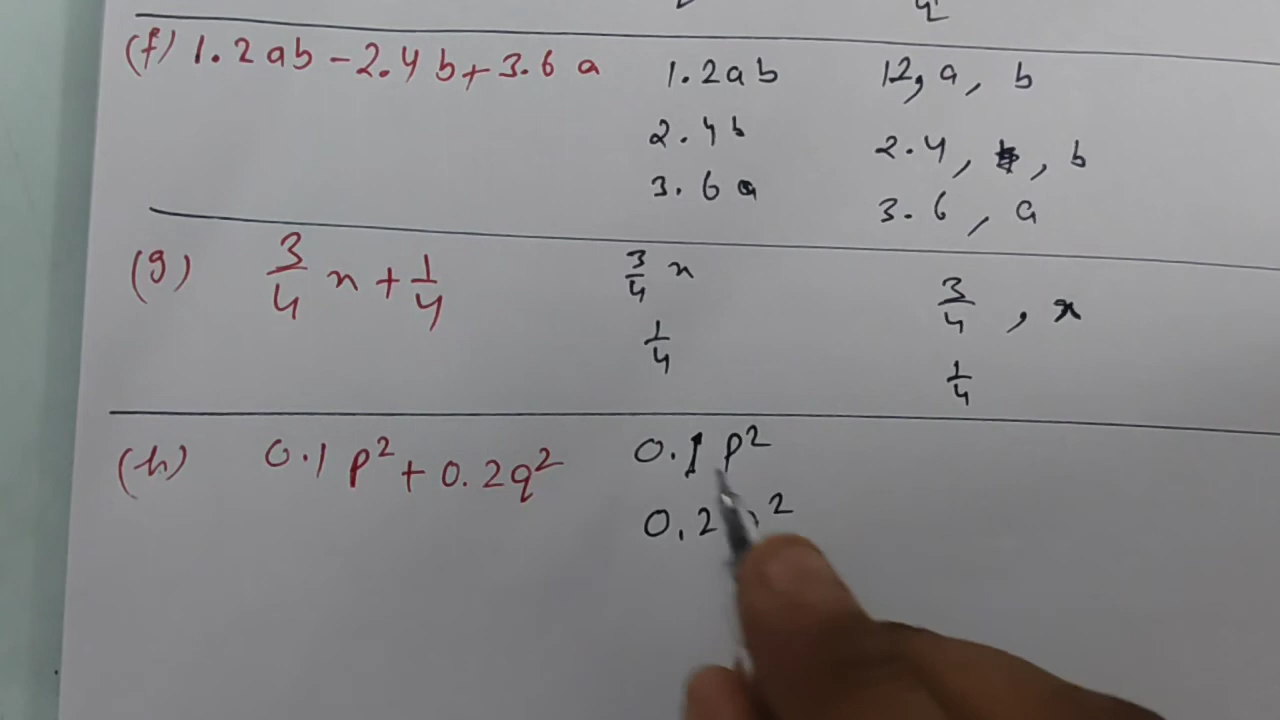 (f) 1.2ab - 2.4b + 3.6a 1.2ab 12, a, b
2.4b 2.4, , b
3.6a 3.6, a
(g) 3/4 x + 1/4 3/4 x 3/4, x
1/4 1/4
(h) 0.1p² + 0.2q² 0.1p²
0.2 ²